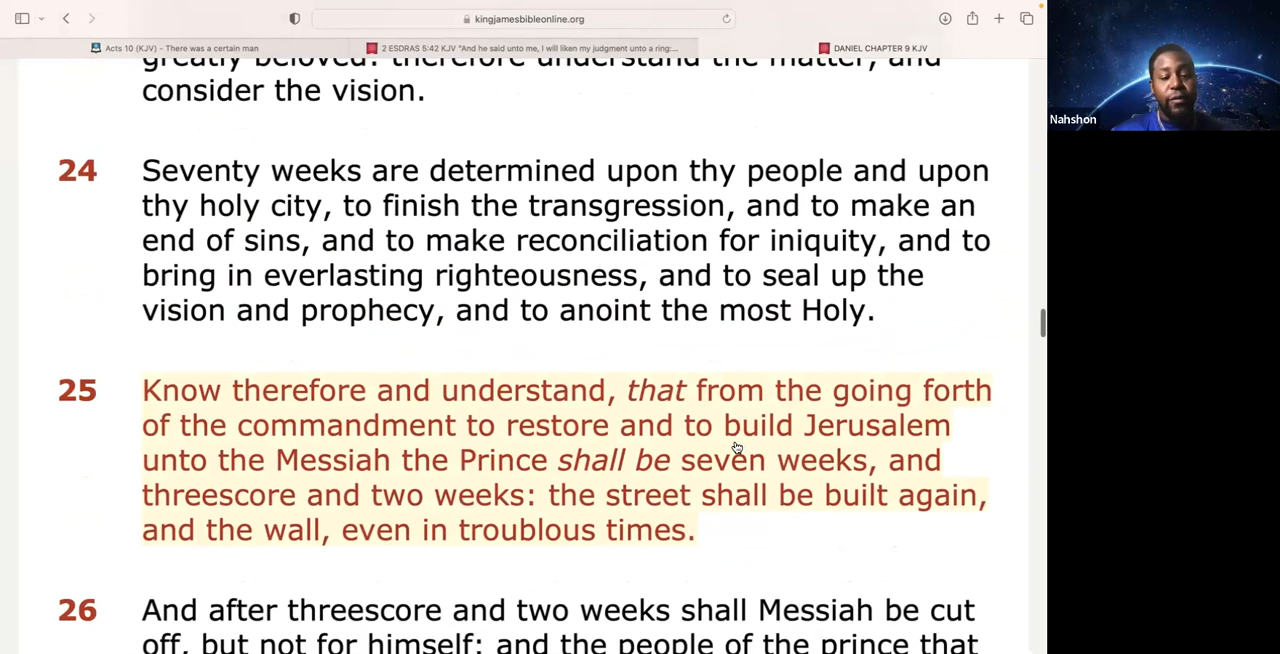 kingjamesbibleonline.org
Acts 10 (KJV) - There was a certain man
2 ESDRAS 5:42 KJV "And he said unto me, I will liken my judgment unto a ring:...
DANIEL CHAPTER 9 KJV
greatly beloved: therefore understand the matter, and
consider the vision.
24 Seventy weeks are determined upon thy people and upon
thy holy city, to finish the transgression, and to make an
end of sins, and to make reconciliation for iniquity, and to
bring in everlasting righteousness, and to seal up the
vision and prophecy, and to anoint the most Holy.
25 Know therefore and understand, that from the going forth
of the commandment to restore and to build Jerusalem
unto the Messiah the Prince shall be seven weeks, and
threescore and two weeks: the street shall be built again,
and the wall, even in troublous times.
26 And after threescore and two weeks shall Messiah be cut
off, but not for himself: and the people of the prince that
Nahshon